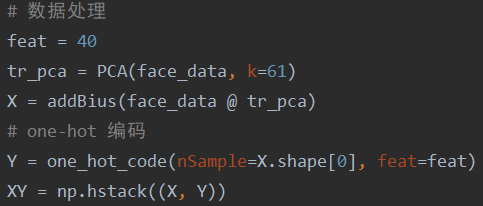 # 数据处理
feat = 40
tr_pca = PCA(face_data, k=61)
X = addBius(face_data @ tr_pca)
# one-hot 编码
Y = one_hot_code(nSample=X.shape[0], feat=feat)
XY = np.hstack((X, Y))